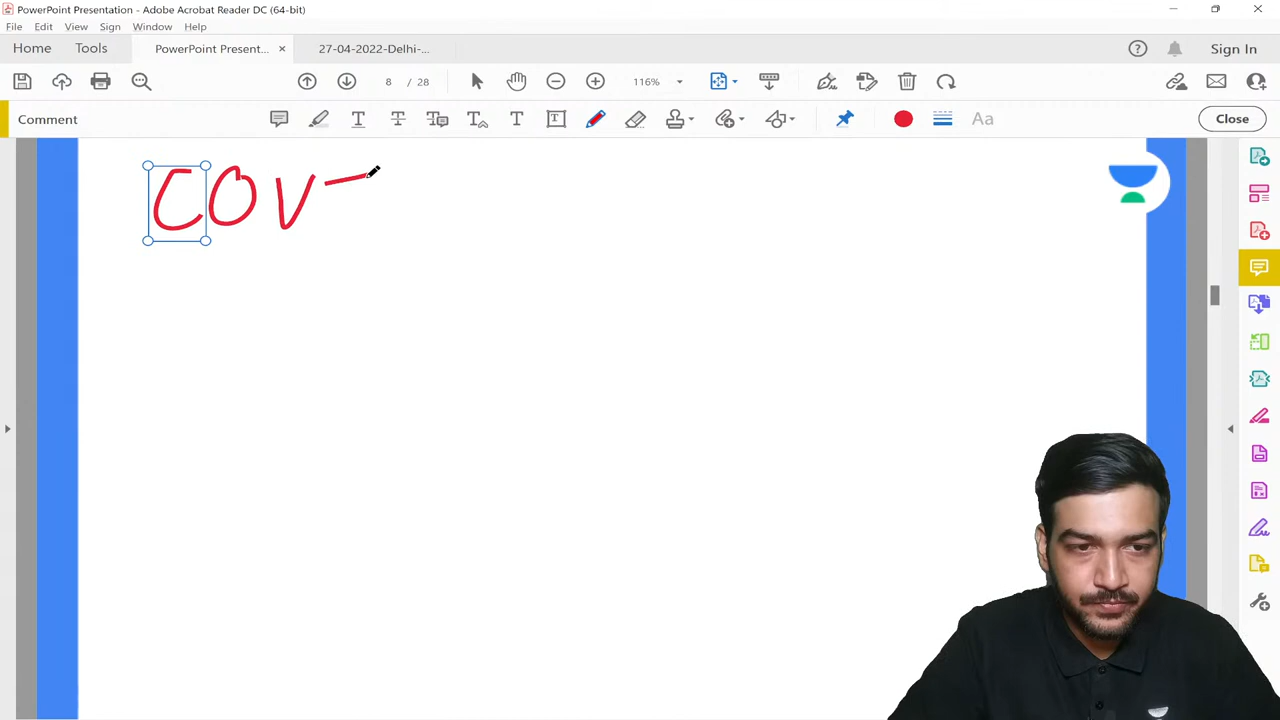 PowerPoint Presentation - Adobe Acrobat Reader DC (64-bit)
File Edit View Sign Window Help
Home Tools PowerPoint Present... × 27-04-2022-Delhi-... Sign In
8 / 28 116%
Comment Aa Close
COV